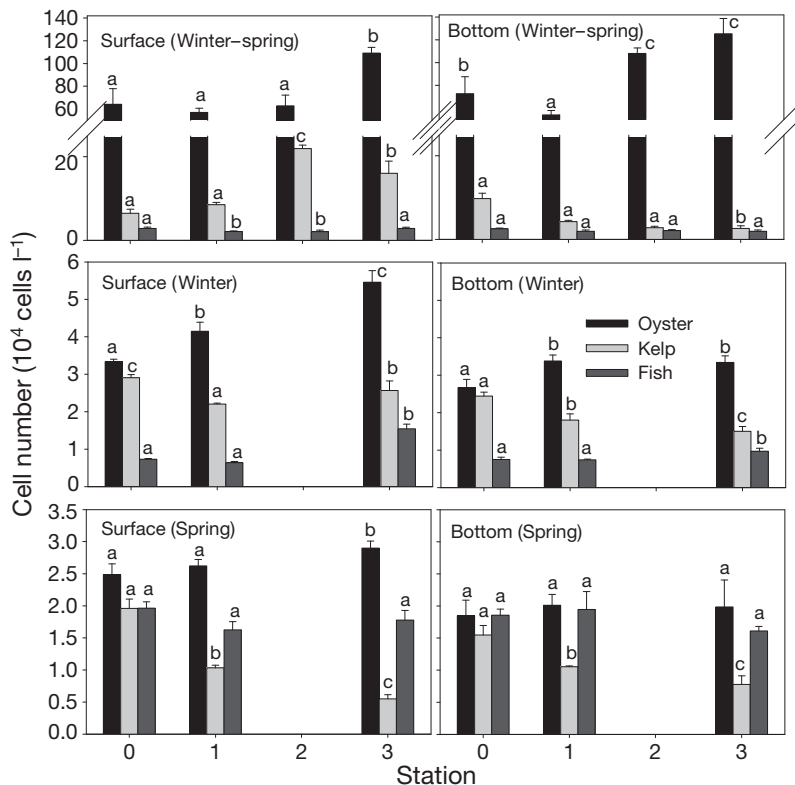 Cell number (10⁴ cells l⁻¹)
Surface (Winter–spring)
140
120
100
80
60
20
0
a
a
a
b
a
a
a
b
c
a
b
a
Bottom (Winter–spring)
b
a
c
c
a
a
a
a
a
a
b
a
Surface (Winter)
6
5
4
3
2
1
0
a
c
a
b
a
a
c
b
b
Bottom (Winter)
Oyster
Kelp
Fish
a
a
a
b
b
a
b
c
b
Surface (Spring)
3.5
3.0
2.5
2.0
1.5
1.0
0.5
0.0
a
a
a
a
b
a
b
c
a
Bottom (Spring)
a
a
a
a
b
a
a
c
a
0 1 2 3 0 1 2 3
Station